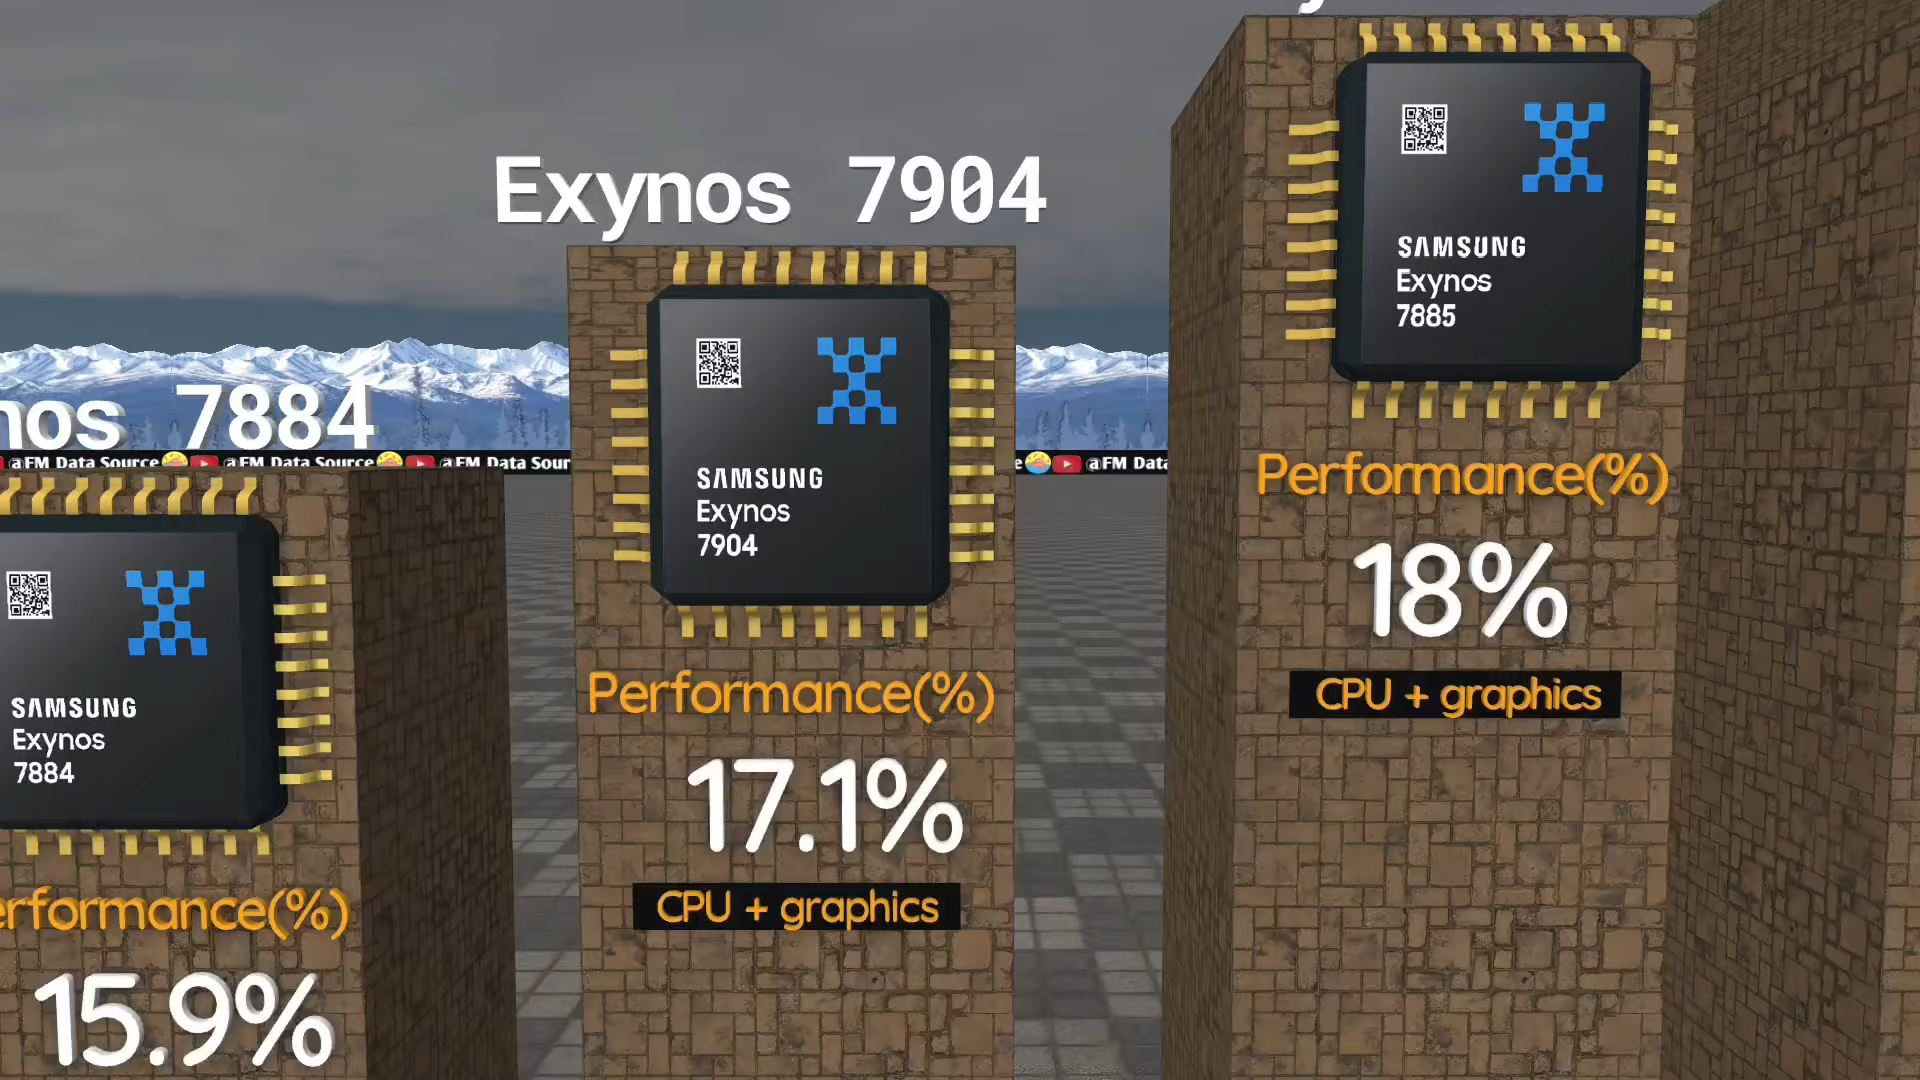 Exynos 7904
nos 7884
@FM Data Source @FM Data Source @FM Data Sour
@FM Data
SAMSUNG
Exynos
7884
erformance(%)
15.9%
SAMSUNG
Exynos
7904
Performance(%)
17.1%
CPU + graphics
SAMSUNG
Exynos
7885
Performance(%)
18%
CPU + graphics